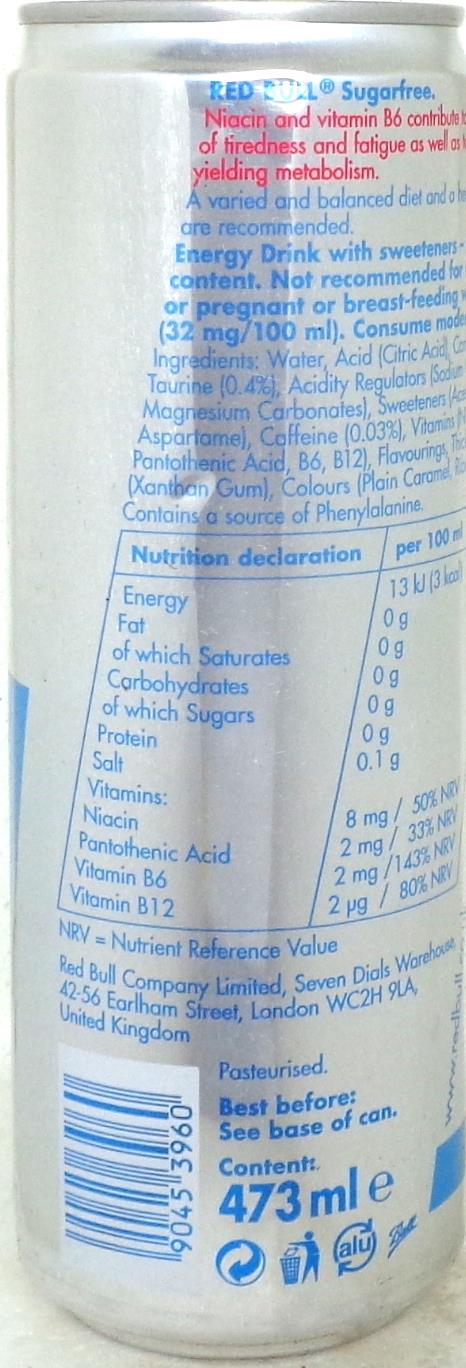 RED BULL® Sugarfree.
Niacin and vitamin B6 contribute to
of tiredness and fatigue as well as
yielding metabolism.
A varied and balanced diet and a
are recommended.
Energy Drink with sweeteners -
content. Not recommended for
or pregnant or breast-feeding
(32 mg/100 ml). Consume
Ingredients: Water, Acid (Citric Acid),
Taurine (0.4%), Acidity Regulators (Sodium
Magnesium Carbonates), Sweeteners
Aspartame), Caffeine (0.03%), Vitamins
Pantothenic Acid, B6, B12), Flavourings,
(Xanthan Gum), Colours (Plain Caramel,
Contains a source of Phenylalanine.
Nutrition declaration per 100 ml
Energy 13 kJ (3 kcal)
Fat 0 g
of which Saturates 0 g
Carbohydrates 0 g
of which Sugars 0 g
Protein 0 g
Salt 0.1 g
Vitamins:
Niacin 8 mg / 50% NRV
Pantothenic Acid 2 mg / 33% NRV
Vitamin B6 2 mg /143% NRV
Vitamin B12 2 µg / 80% NRV
NRV = Nutrient Reference Value
Red Bull Company Limited, Seven Dials Warehouse,
42-56 Earlham Street, London WC2H 9LA,
United Kingdom
Pasteurised.
Best before:
See base of can.
Content:
473 ml e
alu
Ball
90453960
www.redbull.